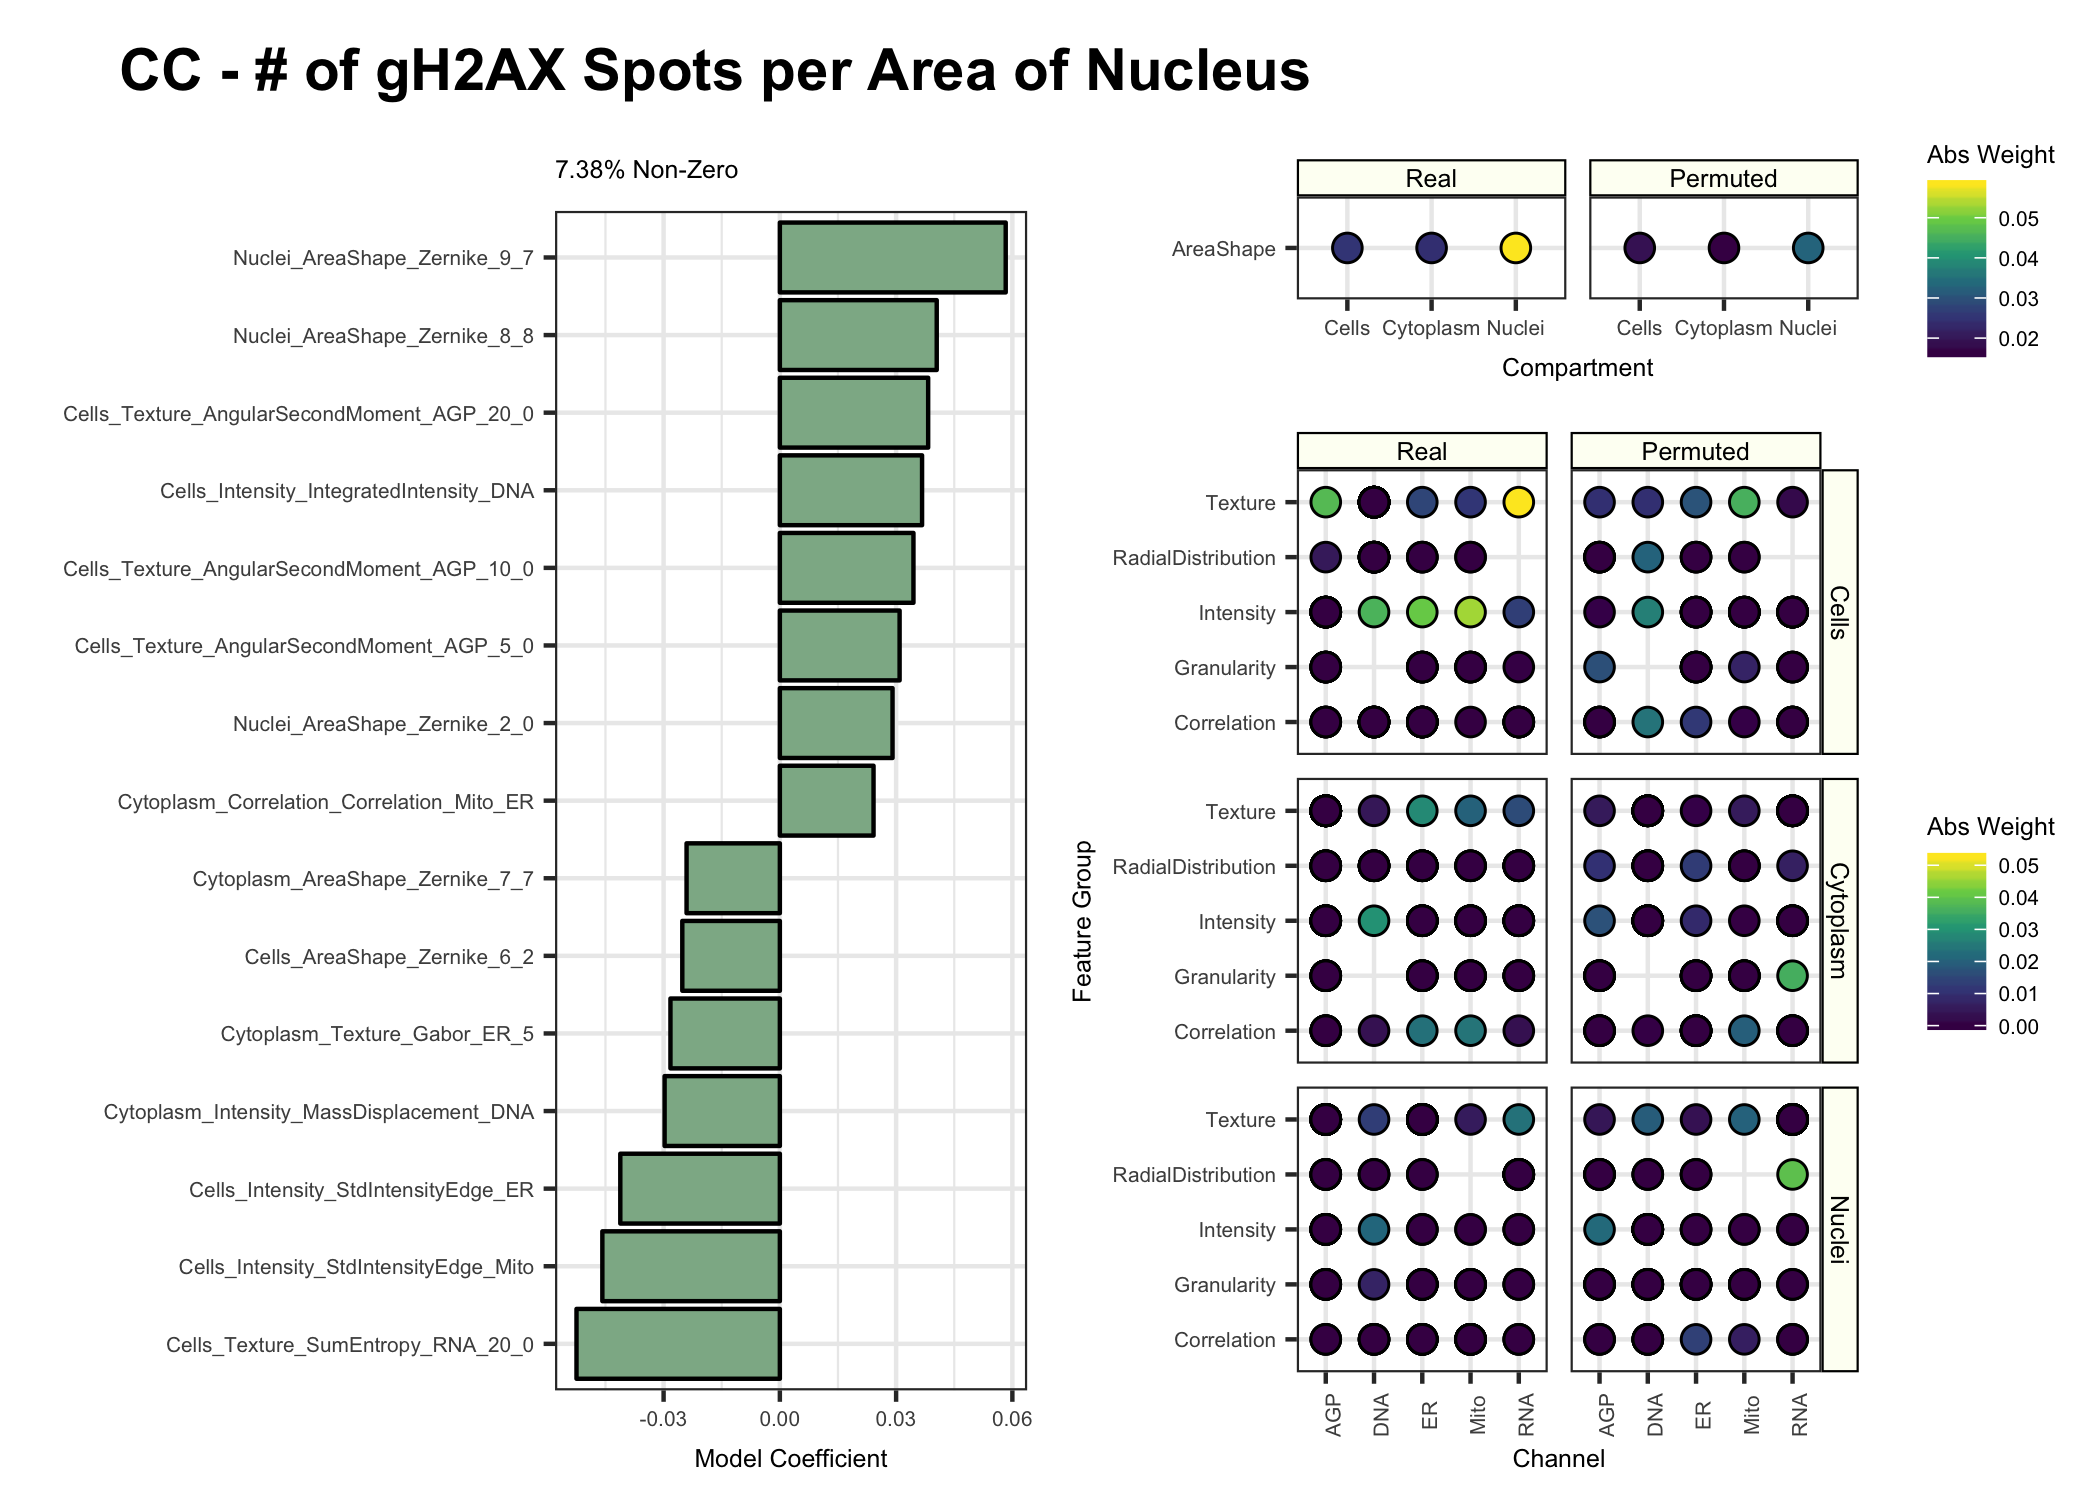 CC - # of gH2AX Spots per Area of Nucleus
7.38% Non-Zero
Nuclei_AreaShape_Zernike_9_7
Nuclei_AreaShape_Zernike_8_8
Cells_Texture_AngularSecondMoment_AGP_20_0
Cells_Intensity_IntegratedIntensity_DNA
Cells_Texture_AngularSecondMoment_AGP_10_0
Cells_Texture_AngularSecondMoment_AGP_5_0
Nuclei_AreaShape_Zernike_2_0
Cytoplasm_Correlation_Correlation_Mito_ER
Cytoplasm_AreaShape_Zernike_7_7
Cells_AreaShape_Zernike_6_2
Cytoplasm_Texture_Gabor_ER_5
Cytoplasm_Intensity_MassDisplacement_DNA
Cells_Intensity_StdIntensityEdge_ER
Cells_Intensity_StdIntensityEdge_Mito
Cells_Texture_SumEntropy_RNA_20_0
-0.03 0.00 0.03 0.06
Model Coefficient
Real Permuted
AreaShape
Cells Cytoplasm Nuclei Cells Cytoplasm Nuclei
Compartment
Abs Weight
0.05
0.04
0.03
0.02
Feature Group
Real Permuted
Texture
RadialDistribution
Intensity
Granularity
Correlation
Cells
Texture
RadialDistribution
Intensity
Granularity
Correlation
Cytoplasm
Texture
RadialDistribution
Intensity
Granularity
Correlation
Nuclei
AGP DNA ER Mito RNA AGP DNA ER Mito RNA
Channel
Abs Weight
0.05
0.04
0.03
0.02
0.01
0.00